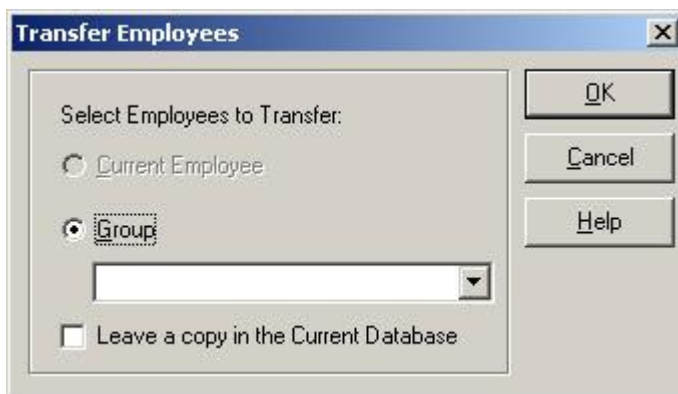 Transfer Employees
Select Employees to Transfer:
Current Employee
Group
Leave a copy in the Current Database
OK
Cancel
Help